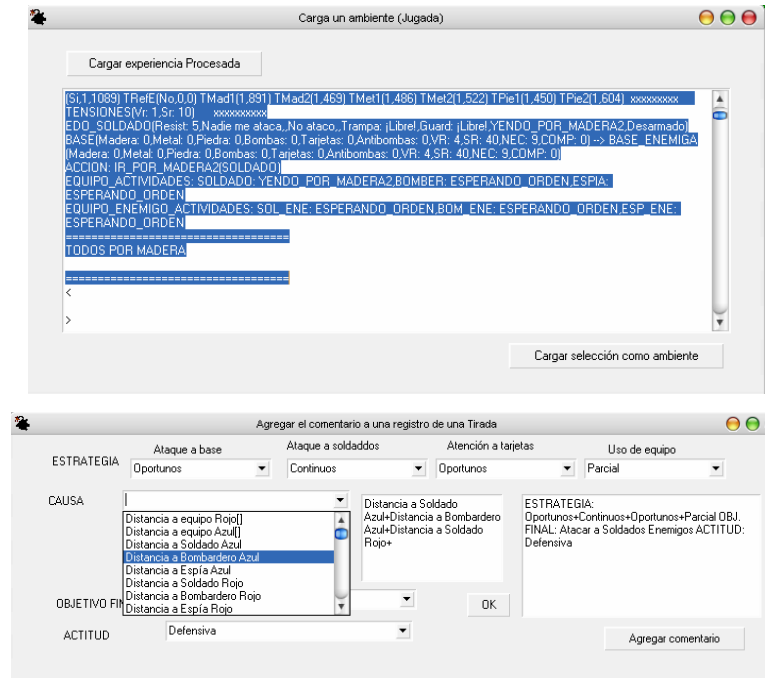 Carga un ambiente (Jugada)
Cargar experiencia Procesada
(Si,1,1089) TRefE(No,0,0) TMad1(1,891) TMad2(1,469) TMet1(1,486) TMet2(1,522) TPie1(1,450) TPie2(1,604) xxxxxxxxx
TENSIONES(Vr: 1,Sr: 10) xxxxxxxxxx
EDO_SOLDADO(Resist: 5,Nadie me ataca,,No ataco,,Trampa: ¡Libre!,Guard: ¡Libre!,YENDO_POR_MADERA2,Desarmado)
BASE(Madera: 0,Metal: 0,Piedra: 0,Bombas: 0,Tarjetas: 0,Antibombas: 0,VR: 4,SR: 40,NEC: 9,COMP: 0) --> BASE_ENEMIGA
(Madera: 0,Metal: 0,Piedra: 0,Bombas: 0,Tarjetas: 0,Antibombas: 0,VR: 4,SR: 40,NEC: 9,COMP: 0)
ACCION: IR_POR_MADERA2(SOLDADO)
EQUIPO_ACTIVIDADES: SOLDADO: YENDO_POR_MADERA2,BOMBER: ESPERANDO_ORDEN,ESPIA:
ESPERANDO_ORDEN
EQUIPO_ENEMIGO_ACTIVIDADES: SOL_ENE: ESPERANDO_ORDEN,BOM_ENE: ESPERANDO_ORDEN,ESP_ENE:
ESPERANDO_ORDEN
==================================
TODOS POR MADERA
==================================
<
>
Cargar selección como ambiente
Agregar el comentario a una registro de una Tirada
Ataque a base Ataque a soldaddos Atención a tarjetas Uso de equipo
ESTRATEGIA Oportunos Continuos Oportunos Parcial
CAUSA
Distancia a equipo Rojo[]
Distancia a equipo Azul[]
Distancia a Soldado Azul
Distancia a Bombardero Azul
Distancia a Espía Azul
Distancia a Soldado Rojo
Distancia a Bombardero Rojo
Distancia a Espía Rojo
Distancia a Soldado
Azul+Distancia a Bombardero
Azul+Distancia a Soldado
Rojo+
ESTRATEGIA:
Oportunos+Continuos+Oportunos+Parcial OBJ.
FINAL: Atacar a Soldados Enemigos ACTITUD:
Defensiva
OBJETIVO FIN
OK
ACTITUD Defensiva
Agregar comentario